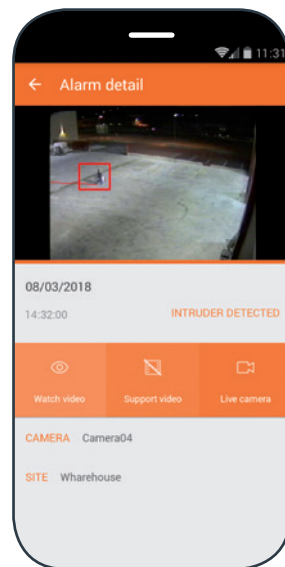 11:31
Alarm detail
08/03/2018
14:32:00 INTRUDER DETECTED
Watch video Support video Live camera
CAMERA Camera04
SITE Wharehouse